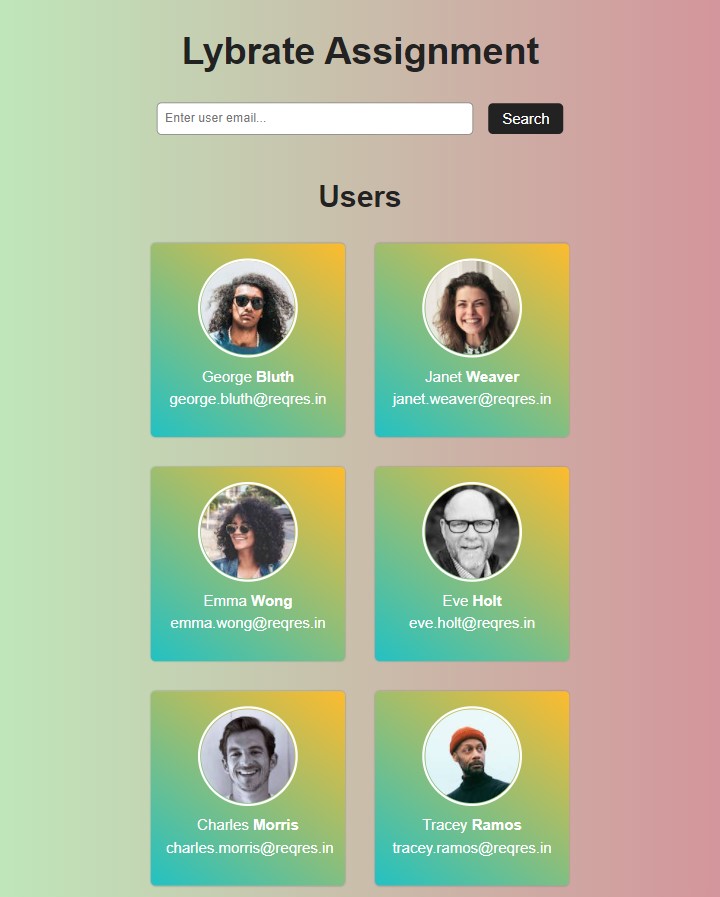 Lybrate Assignment
Enter user email...
Search
Users
George Bluth
george.bluth@reqres.in
Janet Weaver
janet.weaver@reqres.in
Emma Wong
emma.wong@reqres.in
Eve Holt
eve.holt@reqres.in
Charles Morris
charles.morris@reqres.in
Tracey Ramos
tracey.ramos@reqres.in